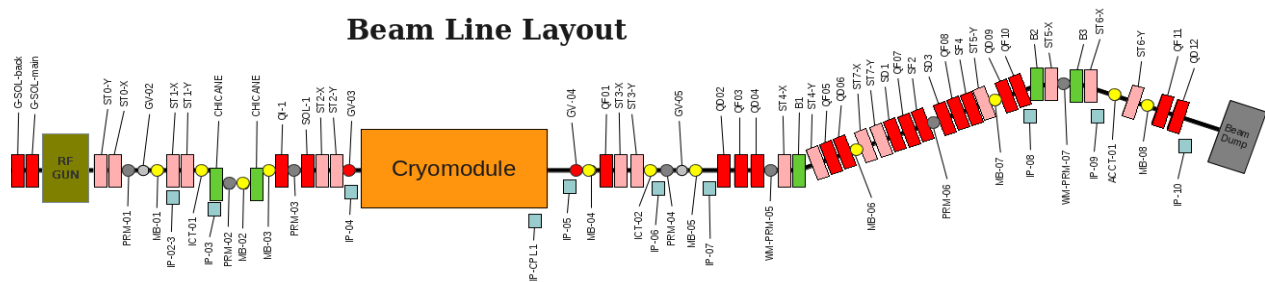 Beam Line Layout
G-SOL-back
G-SOL-main
RF
GUN
ST0-Y
ST0-X
GV-02
ST1-X
ST1-Y
CHICANE
CHICANE
QI-1
SOL-1
ST2-X
ST2-Y
GV-03
Cryomodule
GV-04
QF01
ST3-X
ST3-Y
GV-05
QD02
QF03
QD04
ST4-X
B1
ST4-Y
QF05
QD06
ST7-X
ST7-Y
SD1
QF07
SF2
SD3
QF08
SF4
ST5-Y
QD09
QF10
B2
ST5-X
B3
ST6-X
ST6-Y
QF11
QD12
Beam
Dump
PRM-01
MB-01
IP-02-3
ICT-01
IP-03
PRM-02
MB-02
MB-03
PRM-03
IP-04
IP-CPL1
IP-05
MB-04
ICT-02
IP-06
PRM-04
MB-05
IP-07
WM-PRM-05
MB-06
PRM-06
MB-07
IP-08
WM-PRM-07
IP-09
ACCT-01
MB-08
IP-10